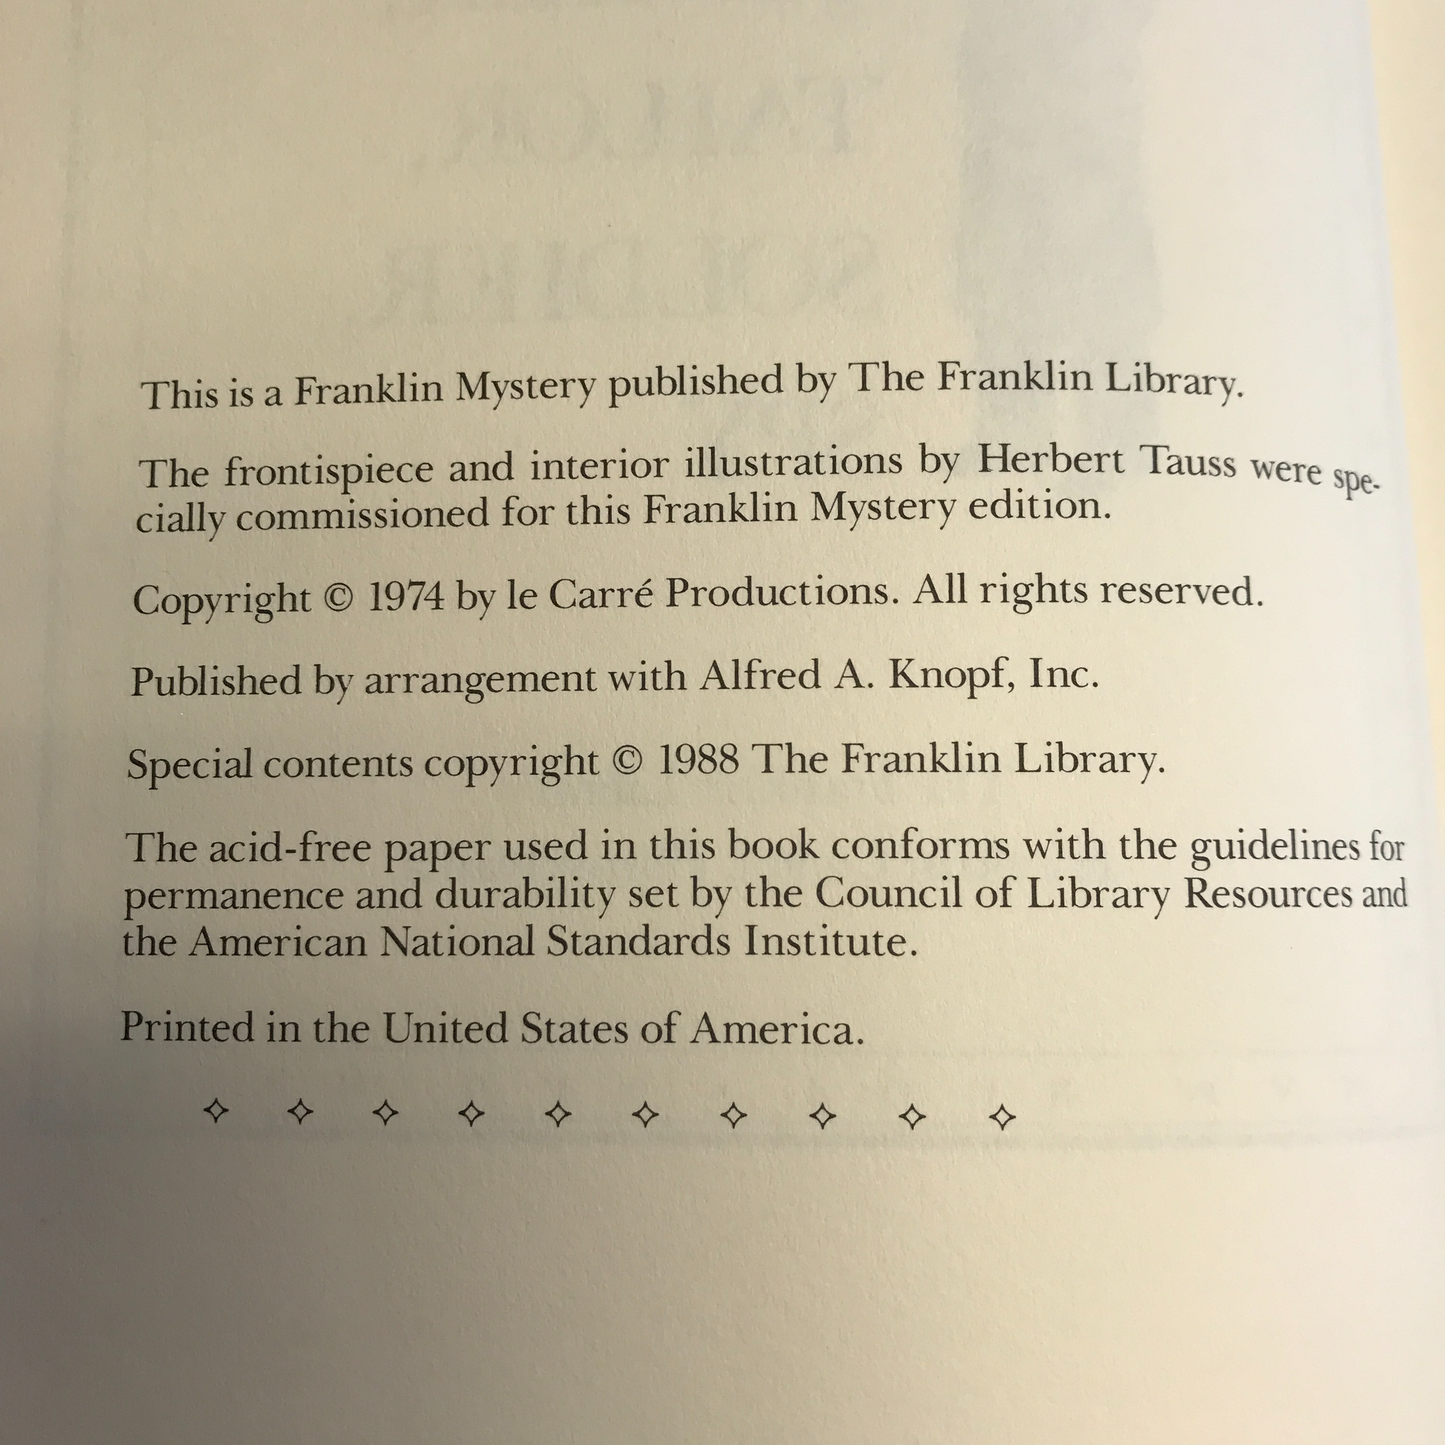 TAILOR,
SOLDIER
This is a Franklin Mystery published by The Franklin Library.
The frontispiece and interior illustrations by Herbert Tauss were spe-
cially commissioned for this Franklin Mystery edition.
Copyright © 1974 by le Carré Productions. All rights reserved.
Published by arrangement with Alfred A. Knopf, Inc.
Special contents copyright © 1988 The Franklin Library.
The acid-free paper used in this book conforms with the guidelines for
permanence and durability set by the Council of Library Resources and
the American National Standards Institute.
Printed in the United States of America.